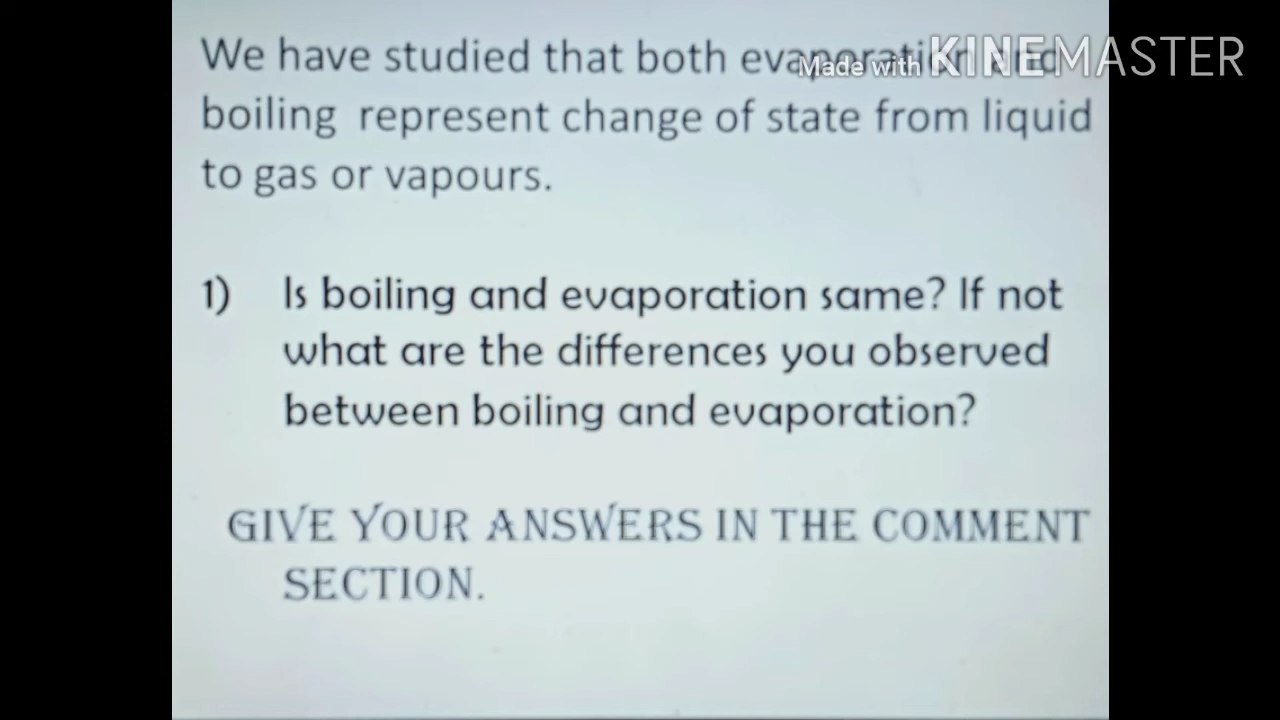 We have studied that both evaporation and
Made with KINEMASTER
boiling represent change of state from liquid
to gas or vapours.
1) Is boiling and evaporation same? If not
what are the differences you observed
between boiling and evaporation?
GIVE YOUR ANSWERS IN THE COMMENT
SECTION.